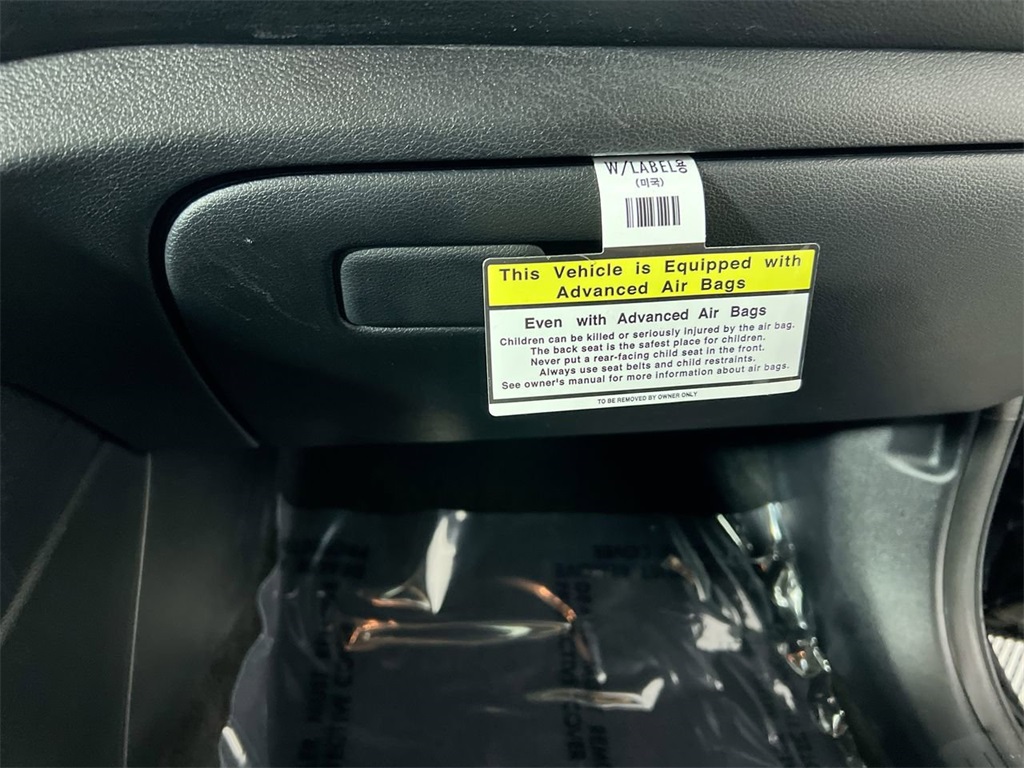 W/LABEL용
(미국)
This Vehicle is Equipped with
Advanced Air Bags
Even with Advanced Air Bags
Children can be killed or seriously injured by the air bag.
The back seat is the safest place for children.
Never put a rear-facing child seat in the front.
Always use seat belts and child restraints.
See owner's manual for more information about air bags.
TO BE REMOVED BY OWNER ONLY